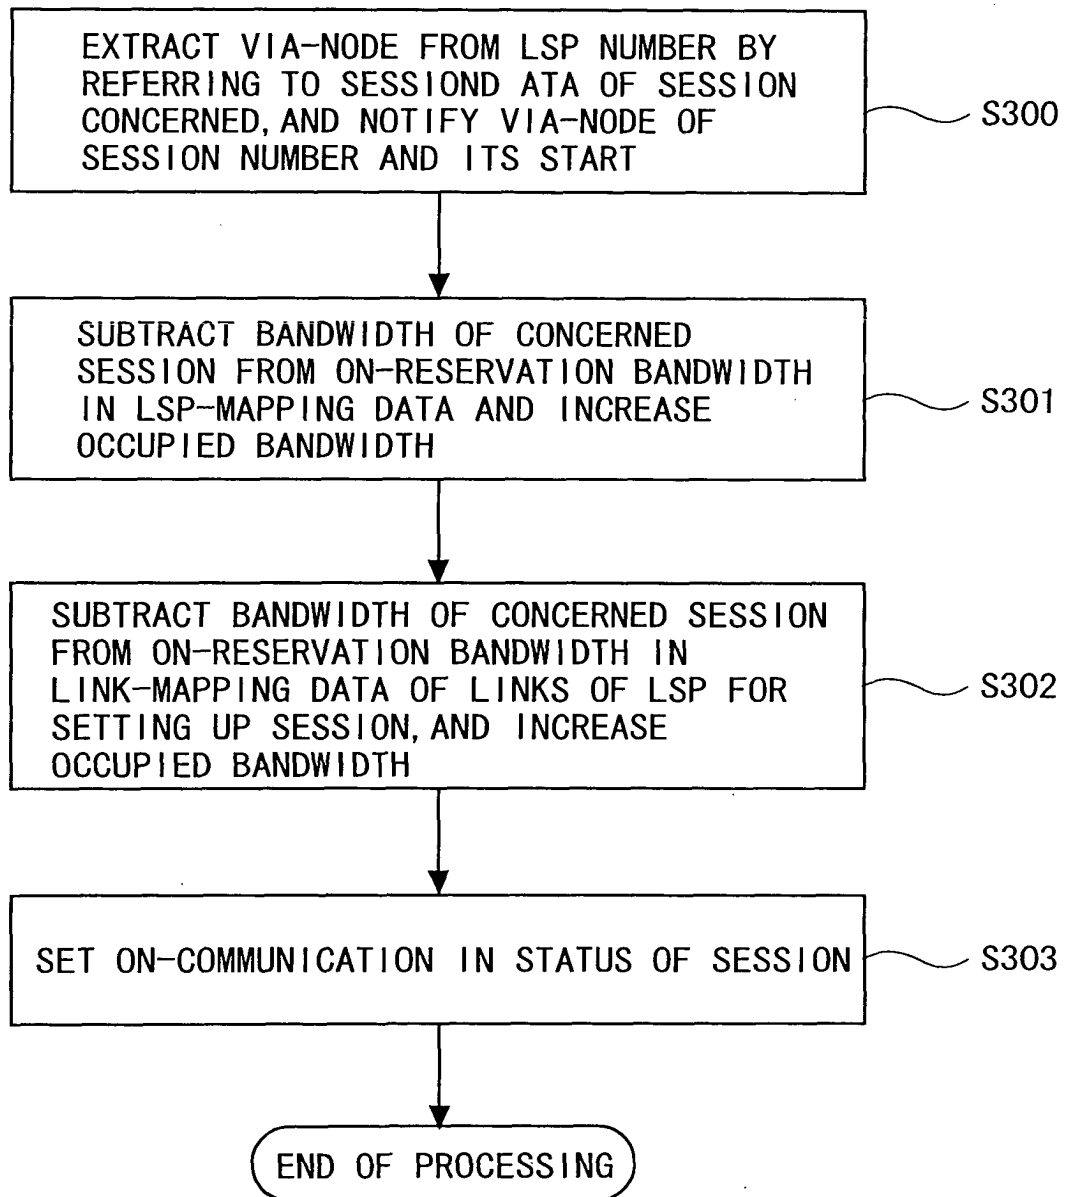 EXTRACT VIA-NODE FROM LSP NUMBER BY
REFERRING TO SESSIOND ATA OF SESSION
CONCERNED, AND NOTIFY VIA-NODE OF
SESSION NUMBER AND ITS START
S300
SUBTRACT BANDWIDTH OF CONCERNED
SESSION FROM ON-RESERVATION BANDWIDTH
IN LSP-MAPPING DATA AND INCREASE
OCCUPIED BANDWIDTH
S301
SUBTRACT BANDWIDTH OF CONCERNED SESSION
FROM ON-RESERVATION BANDWIDTH IN
LINK-MAPPING DATA OF LINKS OF LSP FOR
SETTING UP SESSION, AND INCREASE
OCCUPIED BANDWIDTH
S302
SET ON-COMMUNICATION IN STATUS OF SESSION
S303
END OF PROCESSING